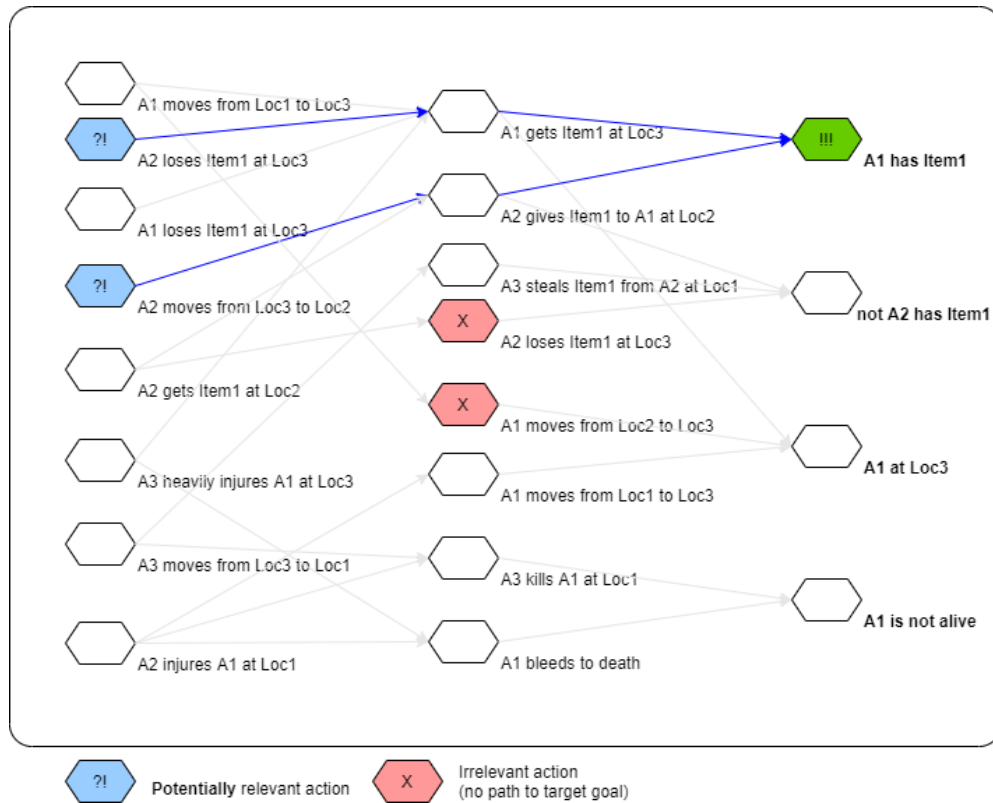 A1 moves from Loc1 to Loc3
?!
A2 loses Item1 at Loc3
A1 loses Item1 at Loc3
?!
A2 moves from Loc3 to Loc2
A2 gets Item1 at Loc2
A3 heavily injures A1 at Loc3
A3 moves from Loc3 to Loc1
A2 injures A1 at Loc1
A1 gets Item1 at Loc3
A2 gives Item1 to A1 at Loc2
A3 steals Item1 from A2 at Loc1
X
A2 loses Item1 at Loc3
X
A1 moves from Loc2 to Loc3
A1 moves from Loc1 to Loc3
A3 kills A1 at Loc1
A1 bleeds to death
!!!
A1 has Item1
not A2 has Item1
A1 at Loc3
A1 is not alive
?!
Potentially relevant action
X
Irrelevant action
(no path to target goal)